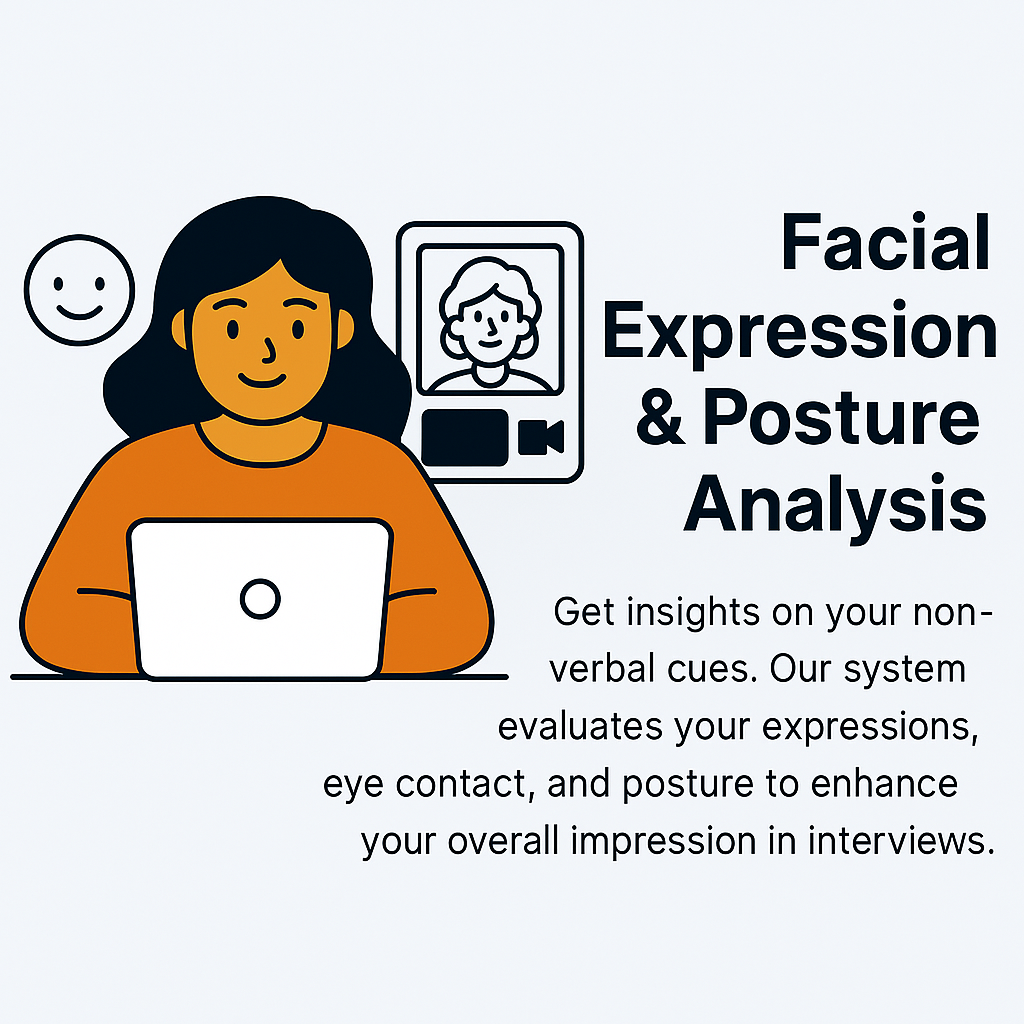 Facial
Expression
& Posture
Analysis
Get insights on your non-
verbal cues. Our system
evaluates your expressions,
eye contact, and posture to enhance
your overall impression in interviews.